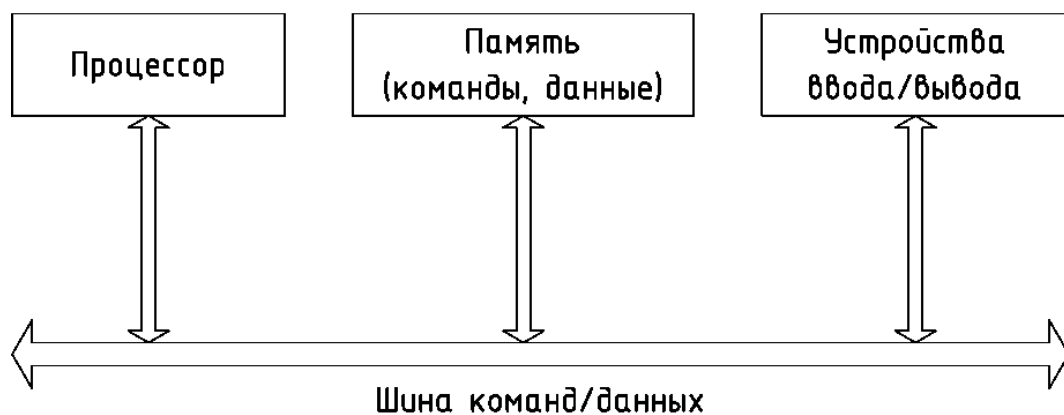 Процессор
Память
(команды, данные)
Устройства
ввода/вывода
Шина команд/данных